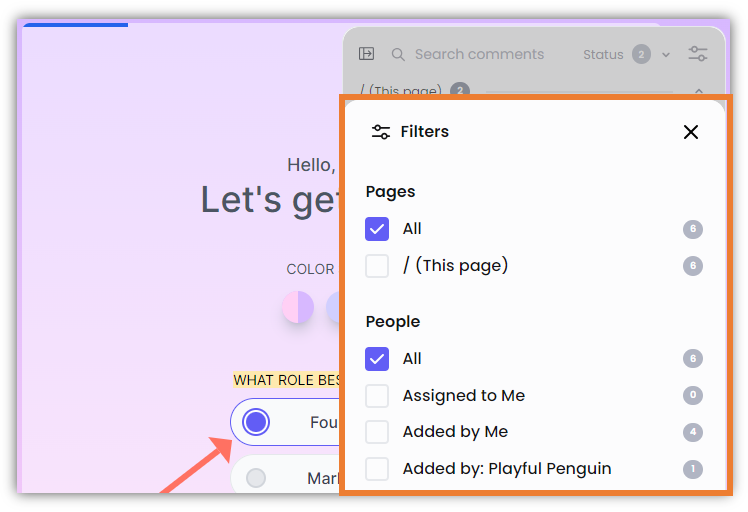 Search comments
Status 2
/ (This page) 2
Filters
Pages
All 6
/ (This page) 6
People
All 6
Assigned to Me 0
Added by Me 4
Added by: Playful Penguin 1
Hello,
Let's get
COLOR
WHAT ROLE BES
Fou
Mark